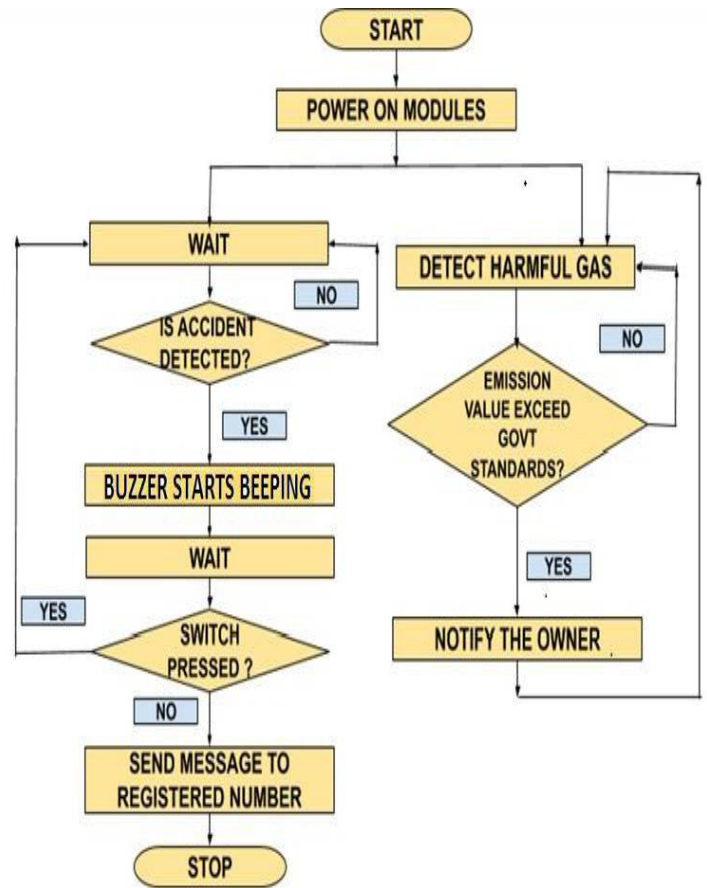 START
POWER ON MODULES
WAIT
NO
IS ACCIDENT
DETECTED?
YES
BUZZER STARTS BEEPING
WAIT
YES
SWITCH
PRESSED ?
NO
SEND MESSAGE TO
REGISTERED NUMBER
STOP
DETECT HARMFUL GAS
NO
EMISSION
VALUE EXCEED
GOVT
STANDARDS?
YES
NOTIFY THE OWNER